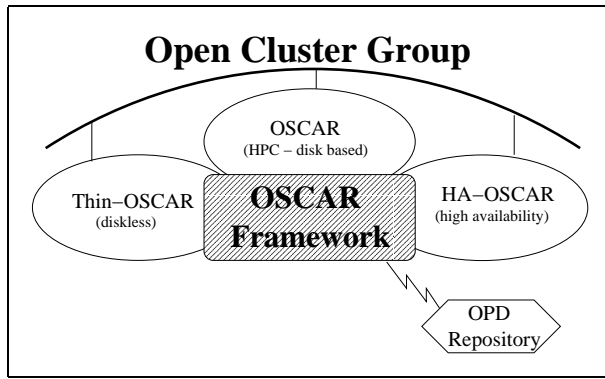 Open Cluster Group
OSCAR
(HPC – disk based)
Thin–OSCAR
(diskless)
OSCAR
Framework
HA–OSCAR
(high availability)
OPD
Repository